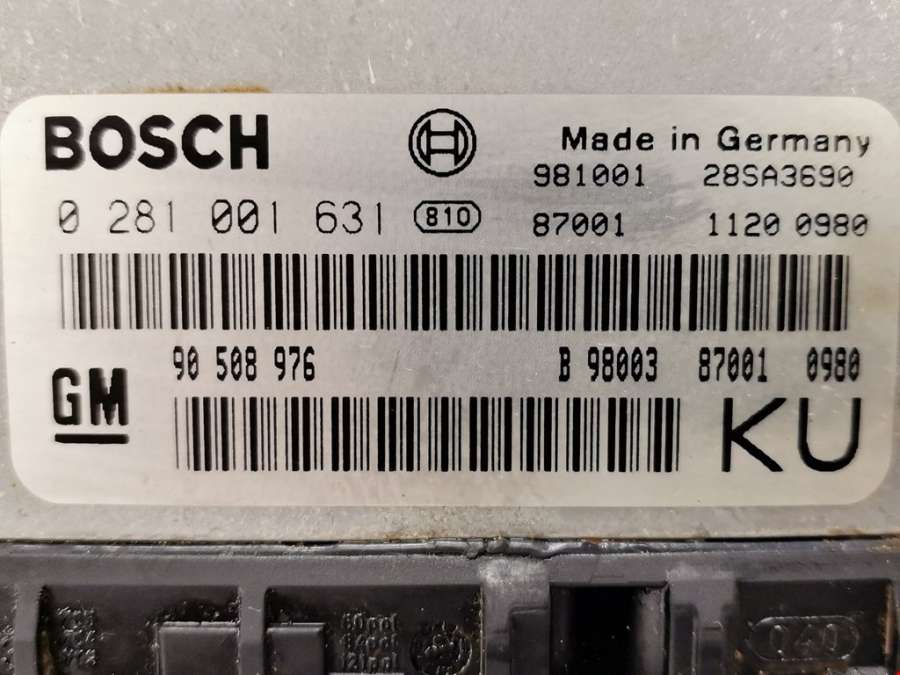 BOSCH
Made in Germany
981001 28SA3690
0 281 001 631 810
87001 1120 0980
90 508 976 B 98003 87001 0980
GM
KU